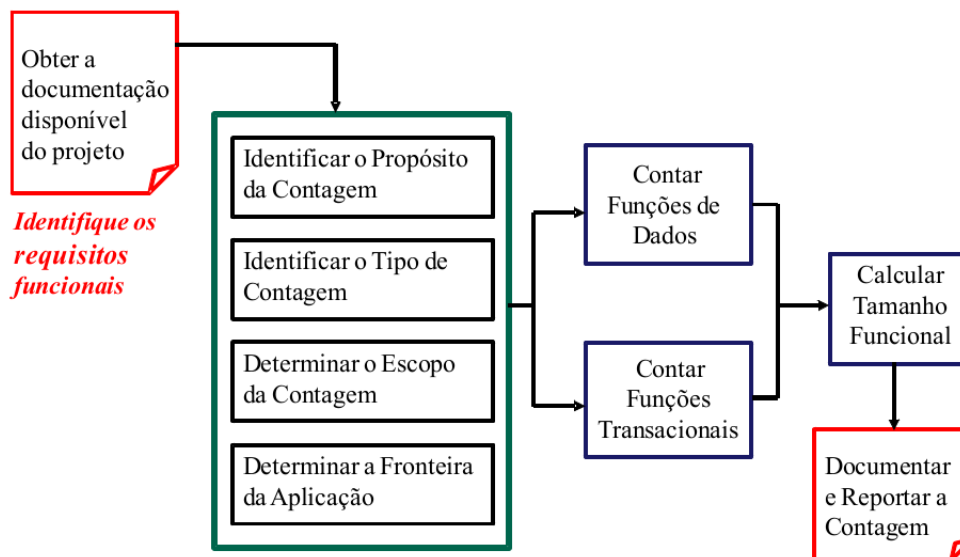 Obter a
documentação
disponível
do projeto
Identifique os
requisitos
funcionais
Identificar o Propósito
da Contagem
Identificar o Tipo de
Contagem
Determinar o Escopo
da Contagem
Determinar a Fronteira
da Aplicação
Contar
Funções de
Dados
Contar
Funções
Transacionais
Calcular
Tamanho
Funcional
Documentar
e Reportar a
Contagem